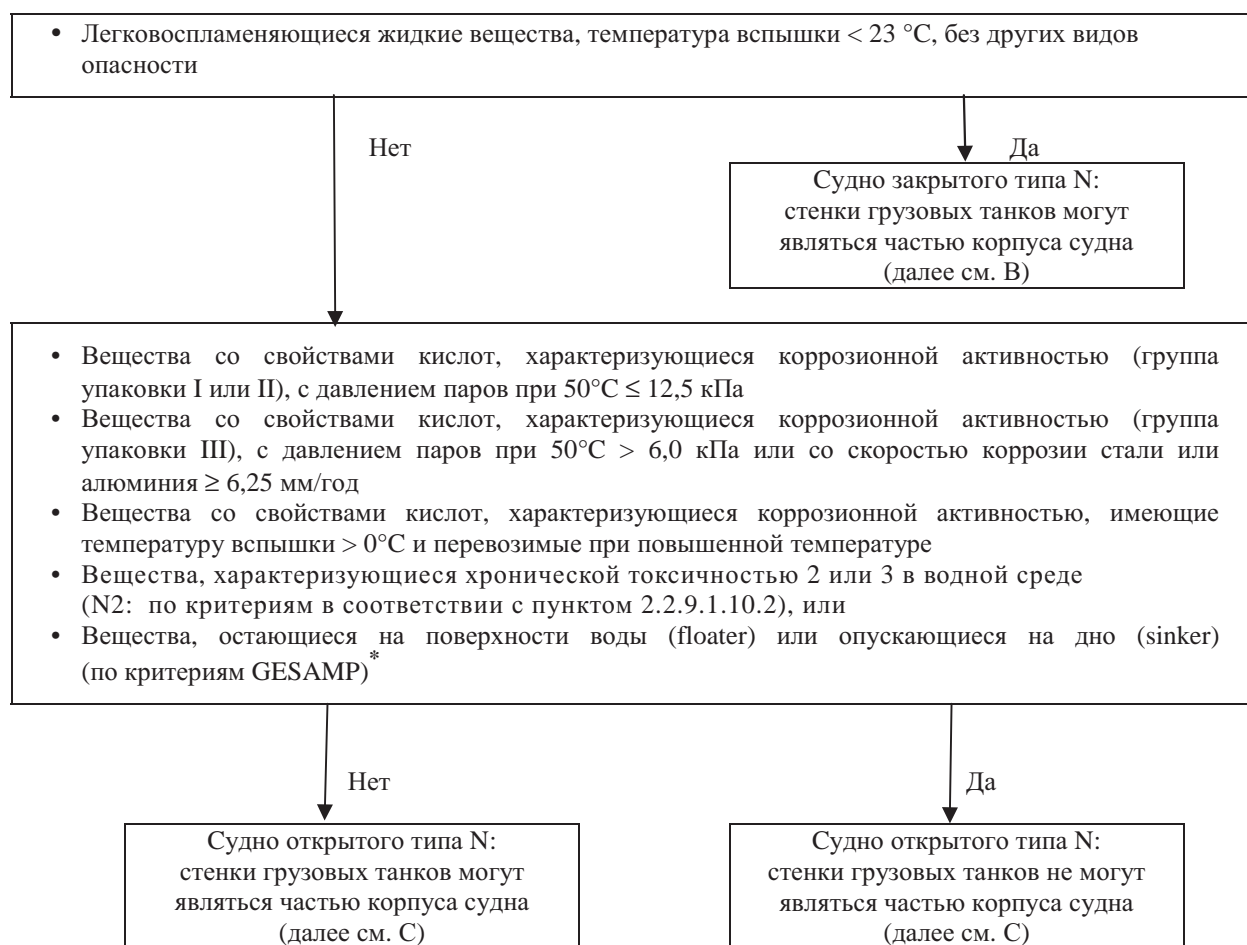 • Легковоспламеняющиеся жидкие вещества, температура вспышки < 23 °C, без других видов
опасности
Нет
Да
Судно закрытого типа N:
стенки грузовых танков могут
являться частью корпуса судна
(далее см. B)
• Вещества со свойствами кислот, характеризующиеся коррозионной активностью (группа
упаковки I или II), с давлением паров при 50°C ≤ 12,5 кПа
• Вещества со свойствами кислот, характеризующиеся коррозионной активностью (группа
упаковки III), с давлением паров при 50°C > 6,0 кПа или со скоростью коррозии стали или
алюминия ≥ 6,25 мм/год
• Вещества со свойствами кислот, характеризующиеся коррозионной активностью, имеющие
температуру вспышки > 0°C и перевозимые при повышенной температуре
• Вещества, характеризующиеся хронической токсичностью 2 или 3 в водной среде
(N2: по критериям в соответствии с пунктом 2.2.9.1.10.2), или
• Вещества, остающиеся на поверхности воды (floater) или опускающиеся на дно (sinker)
(по критериям GESAMP)*
Нет
Да
Судно открытого типа N:
стенки грузовых танков могут
являться частью корпуса судна
(далее см. C)
Судно открытого типа N:
стенки грузовых танков не могут
являться частью корпуса судна
(далее см. C)